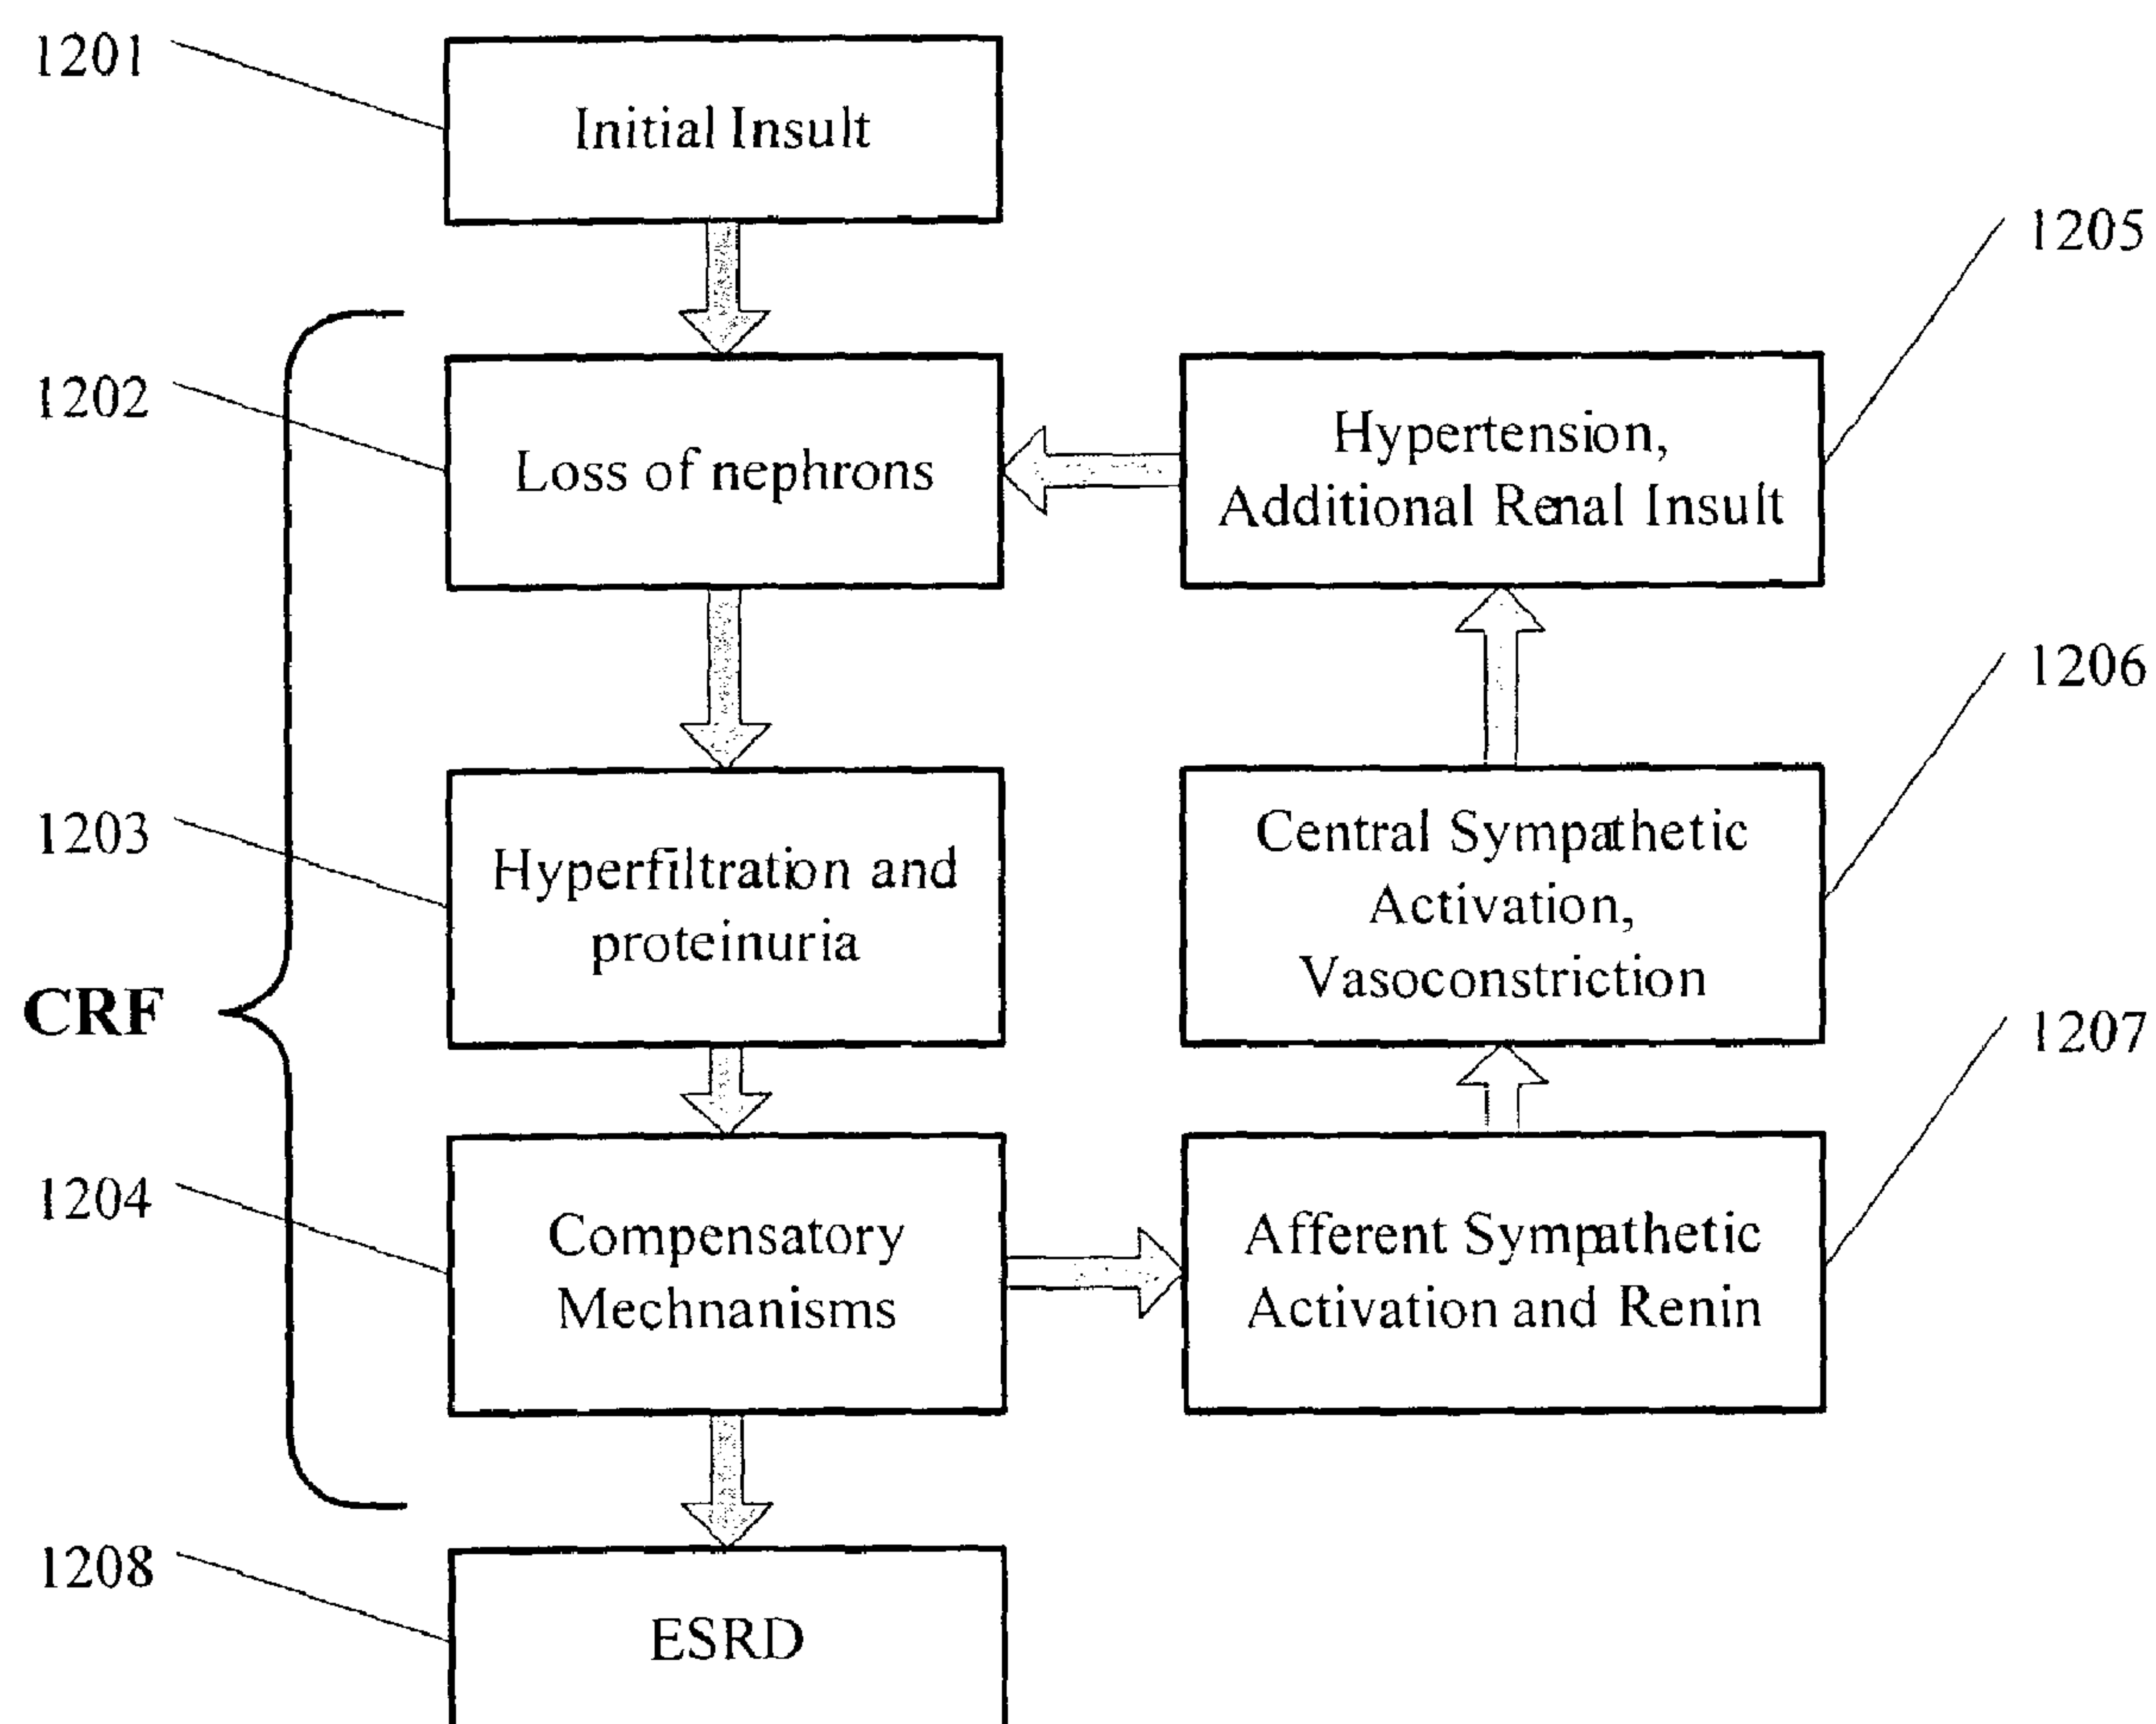 1201
Initial Insult
1205
1202
Loss of nephrons
Hypertension,
Additional Renal Insult
1206
1203
Hyperfiltration and
proteinuria
Central Sympathetic
Activation,
Vasoconstriction
CRF
1207
1204
Compensatory
Mechnanisms
Afferent Sympathetic
Activation and Renin
1208
ESRD